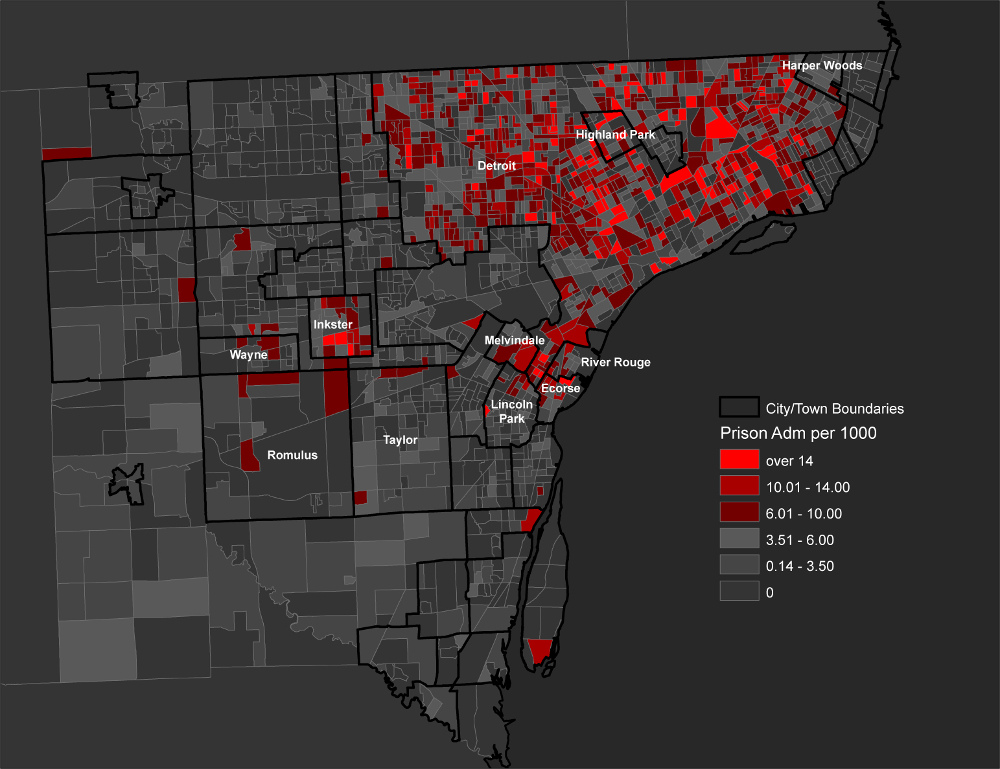 Harper Woods
Highland Park
Detroit
Inkster
Melvindale
Wayne
River Rouge
Ecorse
Lincoln
Park
Taylor
Romulus
City/Town Boundaries
Prison Adm per 1000
over 14
10.01 - 14.00
6.01 - 10.00
3.51 - 6.00
0.14 - 3.50
0